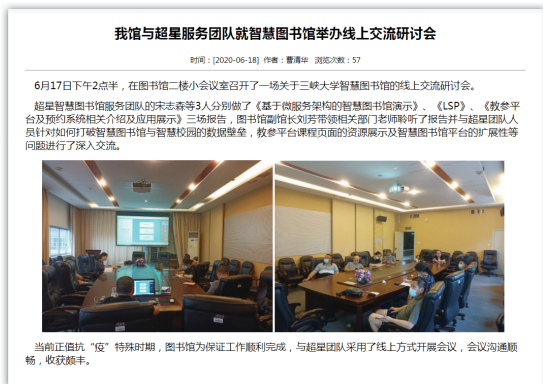 我馆与超星服务团队就智慧图书馆举办线上交流研讨会
时间：[2020-06-18] 作者：曹清华 浏览次数：57
6月17日下午2点半，在图书馆二楼小会议室召开了一场关于三峡大学智慧图书馆的线上交流研讨会。
超星智慧图书馆服务团队的宋志森等3人分别做了《基于微服务架构的智慧图书馆演示》、《LSP》、《教参平
台及预约系统相关介绍及应用展示》三场报告，图书馆副馆长刘芳带领相关部门老师聆听了报告并与超星团队人
员针对如何打破智慧图书馆与智慧校园的数据壁垒，教参平台课程页面的资源展示及智慧图书馆平台的扩展性等
问题进行了深入交流。
当前正值抗“疫”特殊时期，图书馆为保证工作顺利完成，与超星团队采用了线上方式开展会议，会议沟通顺
畅，收获颇丰。